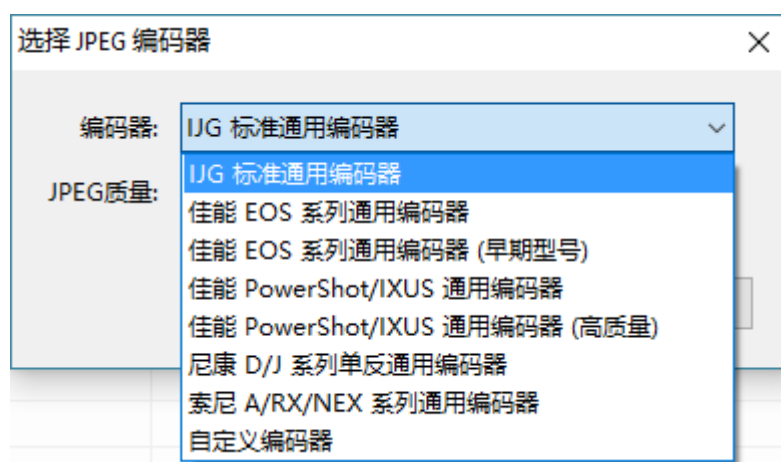 选择 JPEG 编码器
编码器: IJG 标准通用编码器
JPEG质量:
IJG 标准通用编码器
佳能 EOS 系列通用编码器
佳能 EOS 系列通用编码器 (早期型号)
佳能 PowerShot/IXUS 通用编码器
佳能 PowerShot/IXUS 通用编码器 (高质量)
尼康 D/J 系列单反通用编码器
索尼 A/RX/NEX 系列通用编码器
自定义编码器